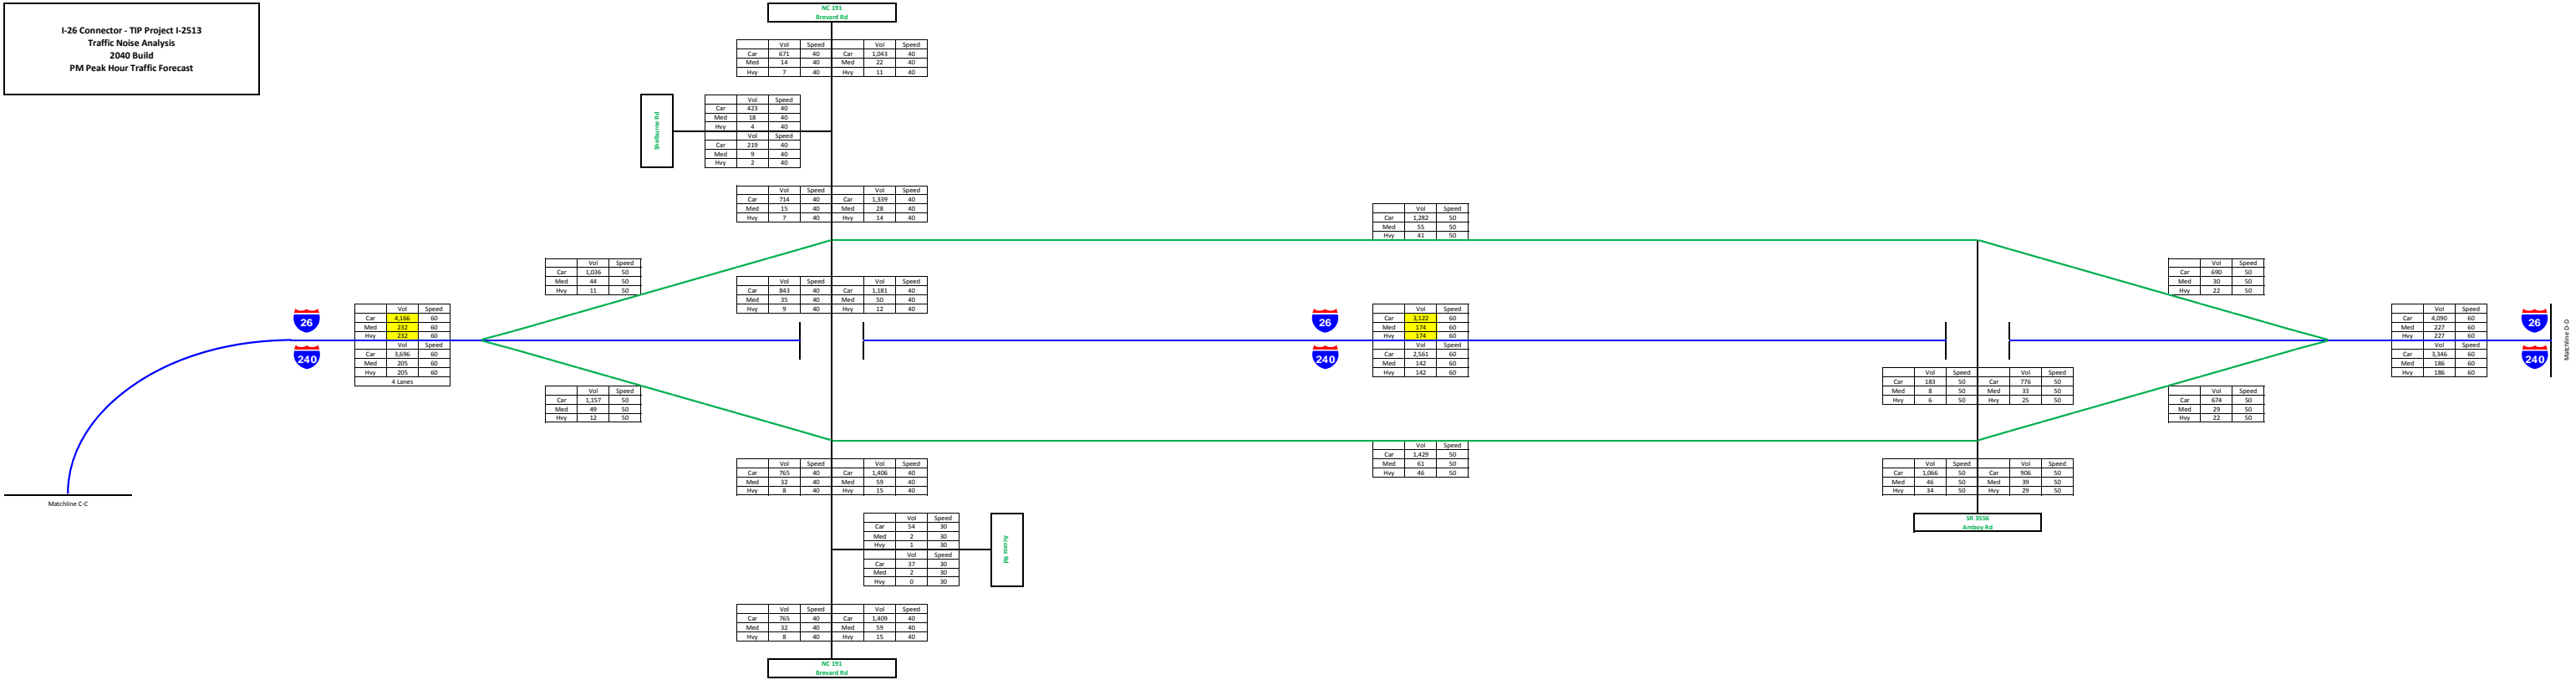 I-26 Connector - TIP Project I-2513
Traffic Noise Analysis
2040 Build
PM Peak Hour Traffic Forecast
NC 191
Brevard Rd
Vol Speed Vol Speed
Car 671 40 Car 1,043 40
Med 14 40 Med 22 40
Hvy 7 40 Hvy 11 40
Shelburne Rd
Vol Speed
Car 423 40
Med 18 40
Hvy 4 40
Vol Speed
Car 219 40
Med 9 40
Hvy 2 40
Vol Speed Vol Speed
Car 714 40 Car 1,339 40
Med 15 40 Med 28 40
Hvy 7 40 Hvy 14 40
Vol Speed
Car 1,282 50
Med 55 50
Hvy 41 50
Vol Speed
Car 1,036 50
Med 44 50
Hvy 11 50
Vol Speed Vol Speed
Car 843 40 Car 1,181 40
Med 35 40 Med 50 40
Hvy 9 40 Hvy 12 40
Vol Speed
Car 690 50
Med 30 50
Hvy 22 50
26
240
Vol Speed
Car 4,166 60
Med 232 60
Hvy 232 60
Vol Speed
Car 3,696 60
Med 205 60
Hvy 205 60
4 Lanes
26
240
Vol Speed
Car 3,122 60
Med 174 60
Hvy 174 60
Vol Speed
Car 2,561 60
Med 142 60
Hvy 142 60
Vol Speed
Car 4,090 60
Med 227 60
Hvy 227 60
Vol Speed
Car 3,346 60
Med 186 60
Hvy 186 60
26
240
Matchline D-D
Vol Speed Vol Speed
Car 183 50 Car 776 50
Med 8 50 Med 33 50
Hvy 6 50 Hvy 25 50
Vol Speed
Car 1,157 50
Med 49 50
Hvy 12 50
Vol Speed
Car 674 50
Med 29 50
Hvy 22 50
Vol Speed
Car 1,429 50
Med 61 50
Hvy 46 50
Vol Speed Vol Speed
Car 765 40 Car 1,406 40
Med 32 40 Med 59 40
Hvy 8 40 Hvy 15 40
Vol Speed Vol Speed
Car 1,066 50 Car 906 50
Med 46 50 Med 39 50
Hvy 34 50 Hvy 29 50
Matchline C-C
SR 3556
Amboy Rd
Vol Speed
Car 54 30
Med 2 30
Hvy 1 30
Vol Speed
Car 37 30
Med 2 30
Hvy 0 30
Acorns Rd
Vol Speed Vol Speed
Car 765 40 Car 1,409 40
Med 32 40 Med 59 40
Hvy 8 40 Hvy 15 40
NC 191
Brevard Rd